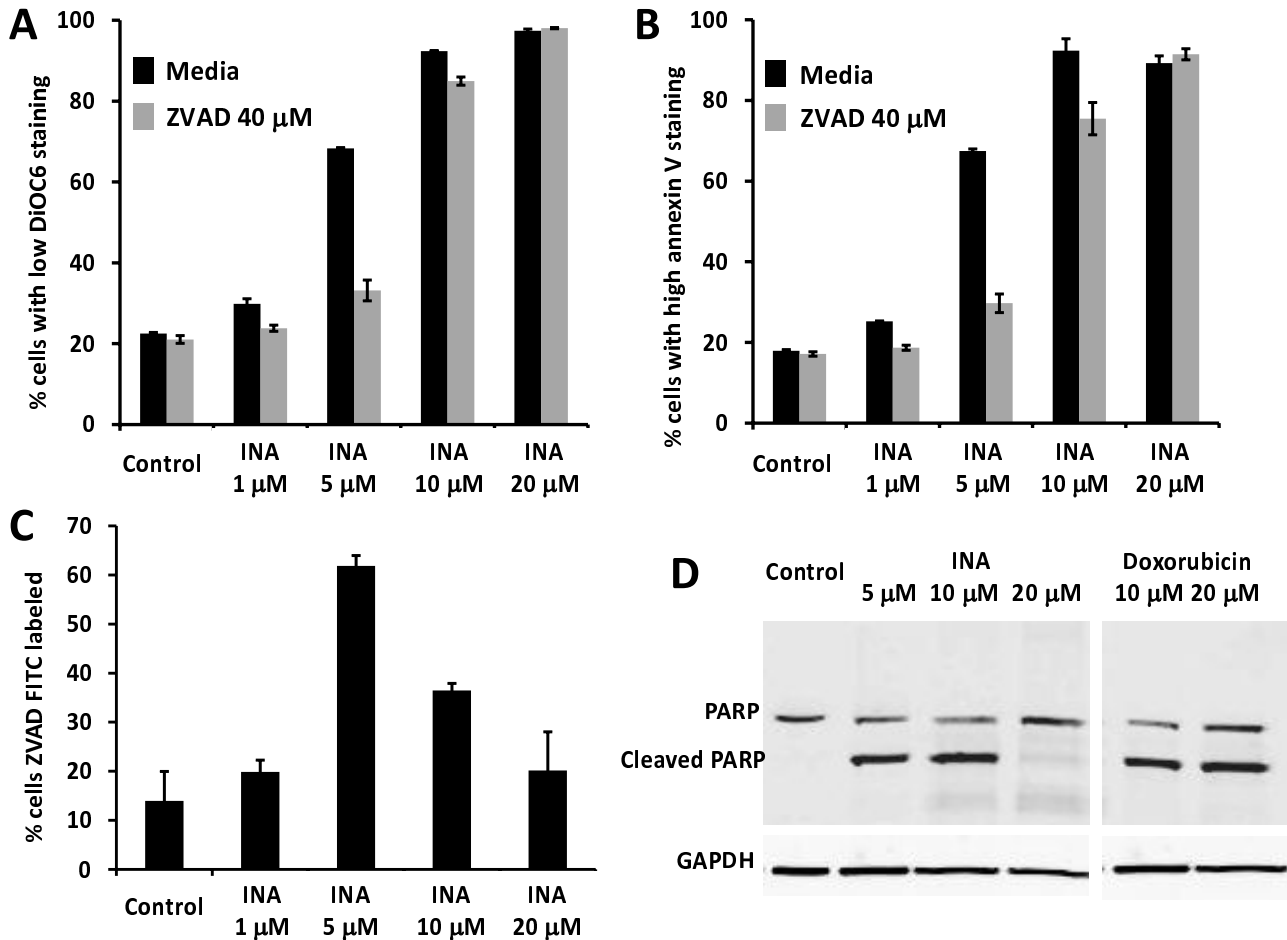 A
% cells with low DiOC6 staining
100
80
60
40
20
0
Media
ZVAD 40 μM
Control
INA
1 μM
INA
5 μM
INA
10 μM
INA
20 μM
B
% cells with high annexin V staining
100
80
60
40
20
0
Media
ZVAD 40 μM
Control
INA
1 μM
INA
5 μM
INA
10 μM
INA
20 μM
C
% cells ZVAD FITC labeled
70
60
50
40
30
20
10
0
Control
INA
1 μM
INA
5 μM
INA
10 μM
INA
20 μM
D
Control
INA
5 μM 10 μM 20 μM
Doxorubicin
10 μM 20 μM
PARP
Cleaved PARP
GAPDH